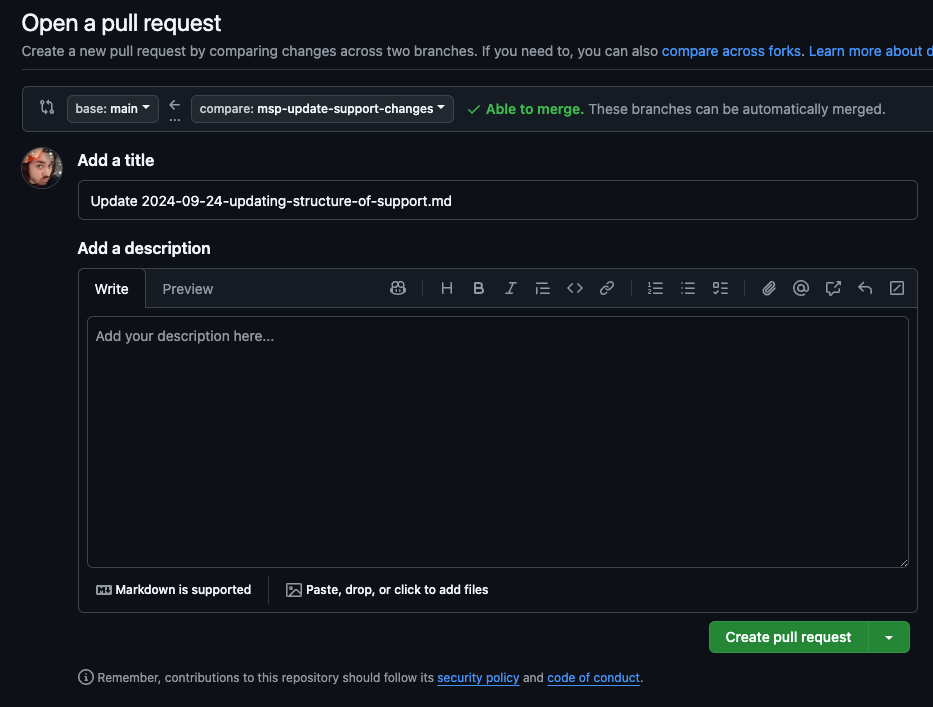 Open a pull request
Create a new pull request by comparing changes across two branches. If you need to, you can also compare across forks. Learn more about d
base: main ← compare: msp-update-support-changes ✓ Able to merge. These branches can be automatically merged.
...
Add a title
Update 2024-09-24-updating-structure-of-support.md
Add a description
Write Preview H B I
Add your description here...
Markdown is supported Paste, drop, or click to add files
Create pull request
Remember, contributions to this repository should follow its security policy and code of conduct.